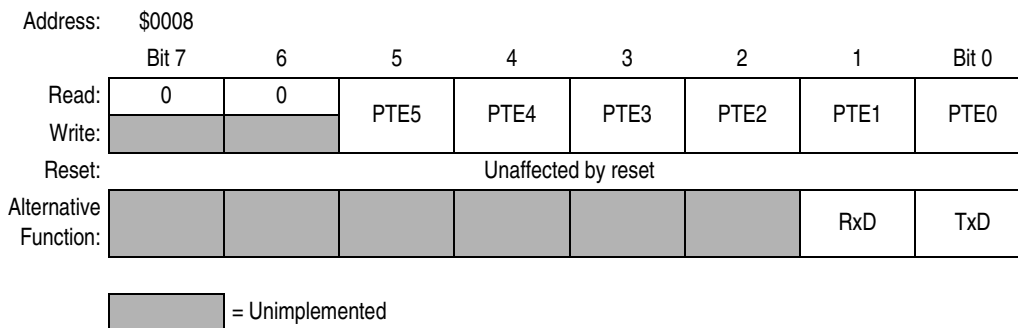 Address: $0008
Bit 7 6 5 4 3 2 1 Bit 0
Read: 0 0 PTE5 PTE4 PTE3 PTE2 PTE1 PTE0
Write:
Reset: Unaffected by reset
Alternative
Function: RxD TxD
= Unimplemented